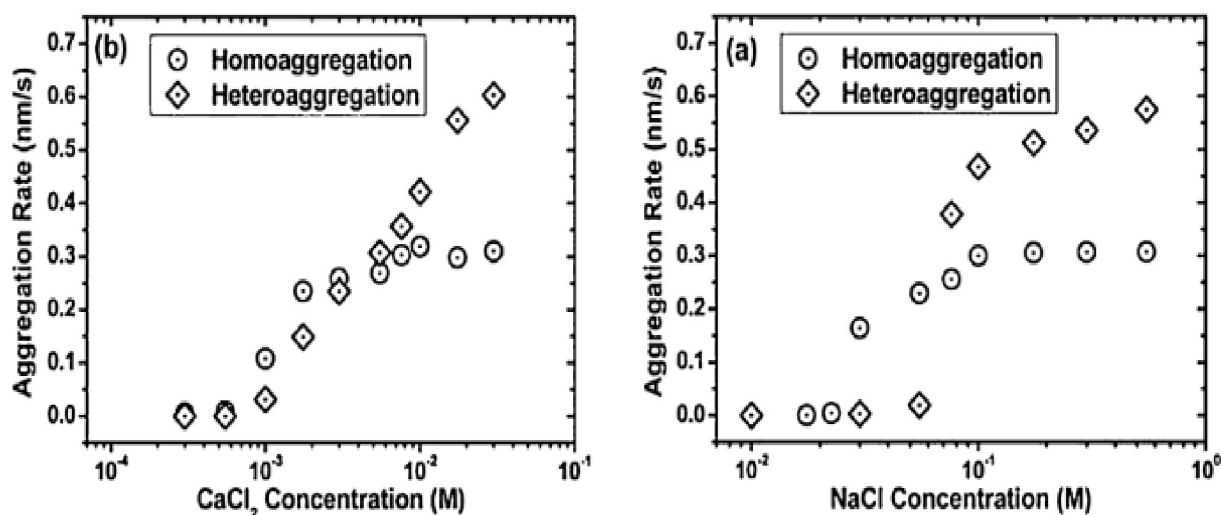 (b)
Homoaggregation
Heteroaggregation
Aggregation Rate (nm/s)
0.7
0.6
0.5
0.4
0.3
0.2
0.1
0.0
10⁻⁴
10⁻³
10⁻²
10⁻¹
CaCl₂ Concentration (M)
(a)
Homoaggregation
Heteroaggregation
Aggregation Rate (nm/s)
0.7
0.6
0.5
0.4
0.3
0.2
0.1
0.0
10⁻²
10⁻¹
10⁰
NaCl Concentration (M)